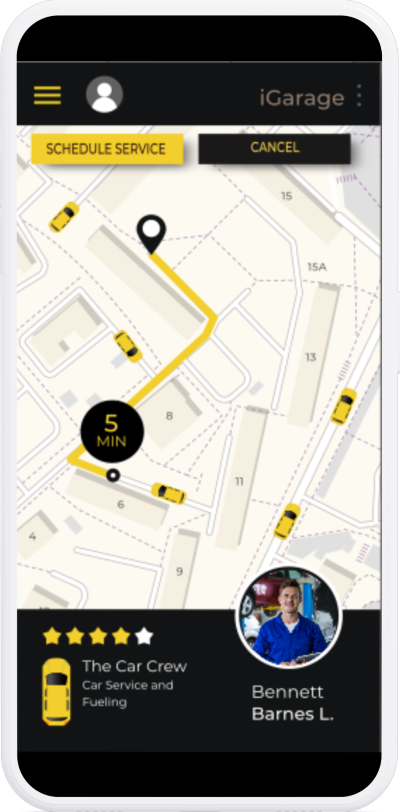 iGarage
SCHEDULE SERVICE
CANCEL
15
15A
13
5
MIN
8
11
6
4
9
The Car Crew
Car Service and
Fueling
Bennett
Barnes L.